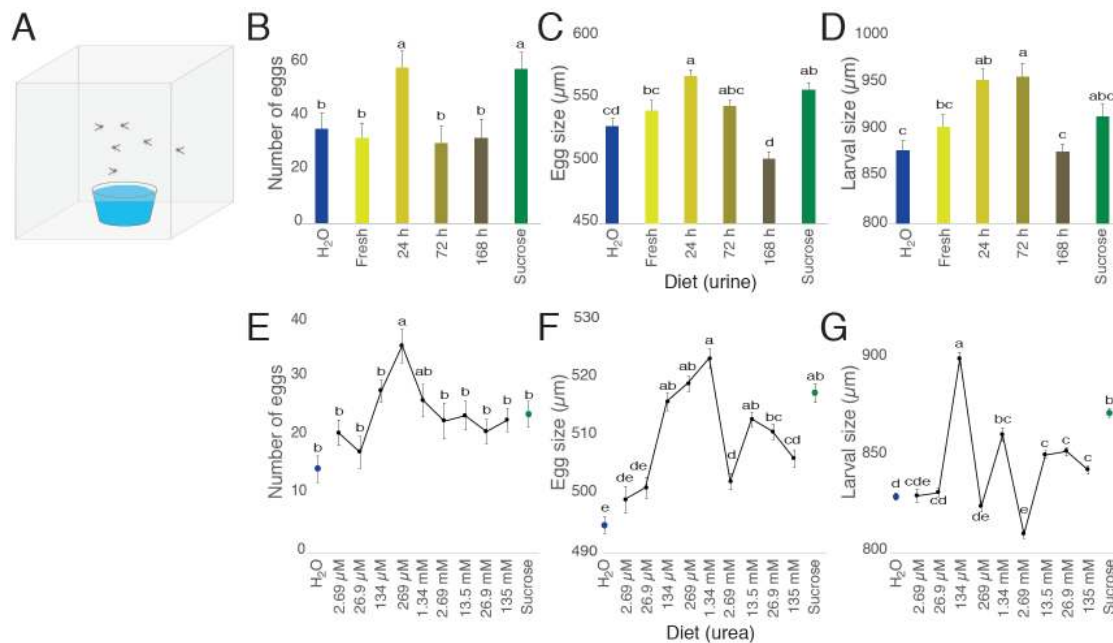 A
B
Number of eggs
60
40
20
0
a
a
b
b
b
b
H₂O
Fresh
24 h
72 h
168 h
Sucrose
C
Egg size (µm)
600
550
500
450
cd
bc
a
abc
d
ab
H₂O
Fresh
24 h
72 h
168 h
Sucrose
Diet (urine)
D
Larval size (µm)
1000
950
900
850
800
c
bc
ab
a
c
abc
H₂O
Fresh
24 h
72 h
168 h
Sucrose
E
Number of eggs
40
30
20
10
0
b
b
b
b
a
ab
b
b
b
b
b
H₂O
2.69 µM
26.9 µM
134 µM
269 µM
1.34 mM
2.69 mM
13.5 mM
26.9 mM
135 mM
Sucrose
F
Egg size (µm)
530
520
510
500
490
e
de
de
ab
ab
a
d
ab
bc
cd
ab
H₂O
2.69 µM
26.9 µM
134 µM
269 µM
1.34 mM
2.69 mM
13.5 mM
26.9 mM
135 mM
Sucrose
Diet (urea)
G
Larval size (µm)
900
850
800
d
cde
cd
a
de
bc
e
c
c
c
b
H₂O
2.69 µM
26.9 µM
134 µM
269 µM
1.34 mM
2.69 mM
13.5 mM
26.9 mM
135 mM
Sucrose